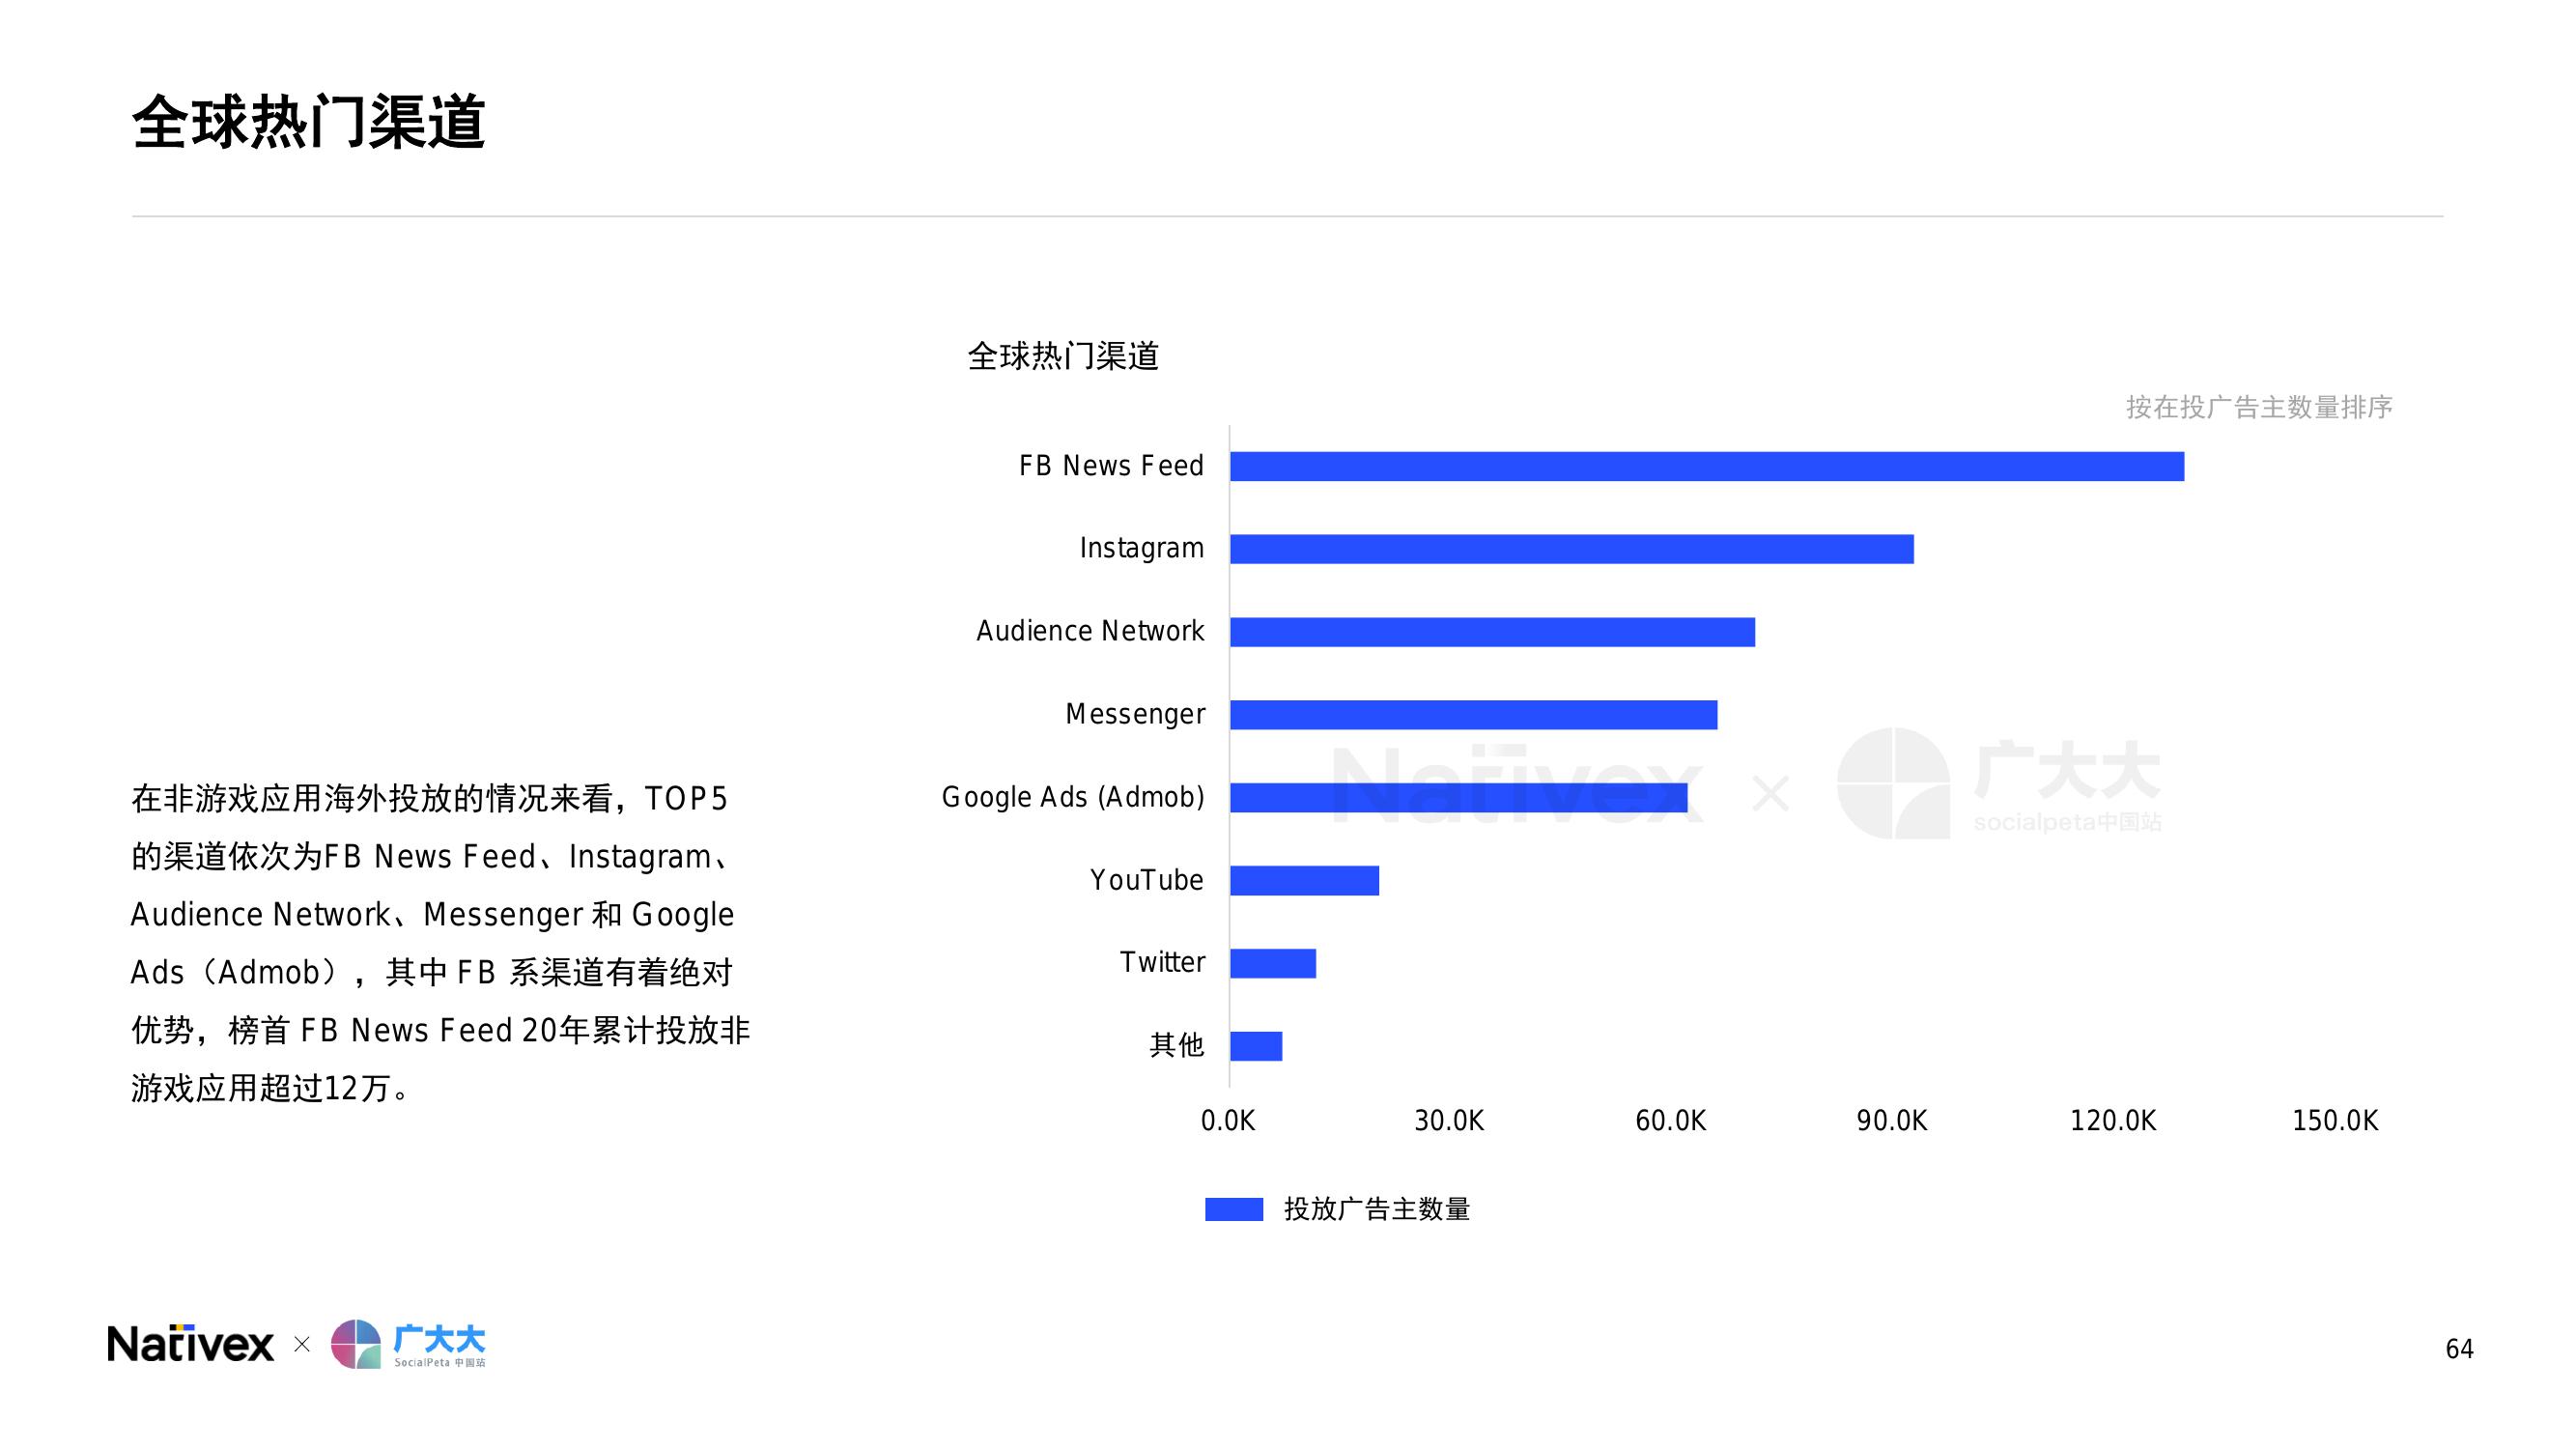 全球热门渠道
全球热门渠道
按在投广告主数量排序
FB News Feed
Instagram
Audience Network
Messenger
Google Ads (Admob)
YouTube
Twitter
其他
0.0K 30.0K 60.0K 90.0K 120.0K 150.0K
投放广告主数量
Nativex × 广大大
socialpeta中国站
在非游戏应用海外投放的情况来看，TOP5
的渠道依次为FB News Feed、Instagram、
Audience Network、Messenger 和 Google
Ads（Admob），其中 FB 系渠道有着绝对
优势，榜首 FB News Feed 20年累计投放非
游戏应用超过12万。
Nativex × 广大大
SocialPeta 中国站
64